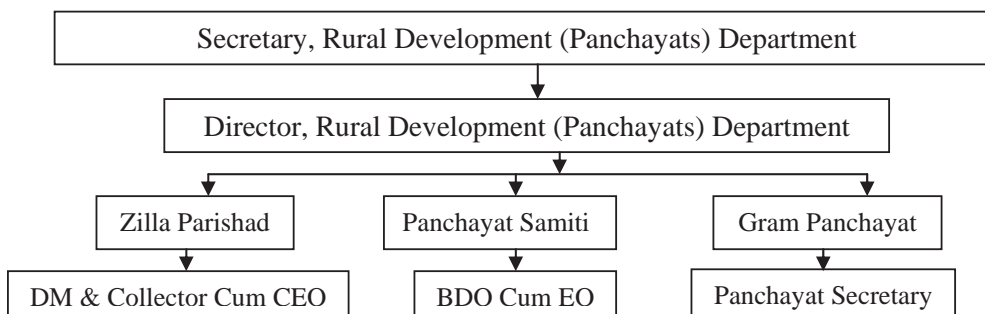 Secretary, Rural Development (Panchayats) Department
Director, Rural Development (Panchayats) Department
Zilla Parishad
Panchayat Samiti
Gram Panchayat
DM & Collector Cum CEO
BDO Cum EO
Panchayat Secretary